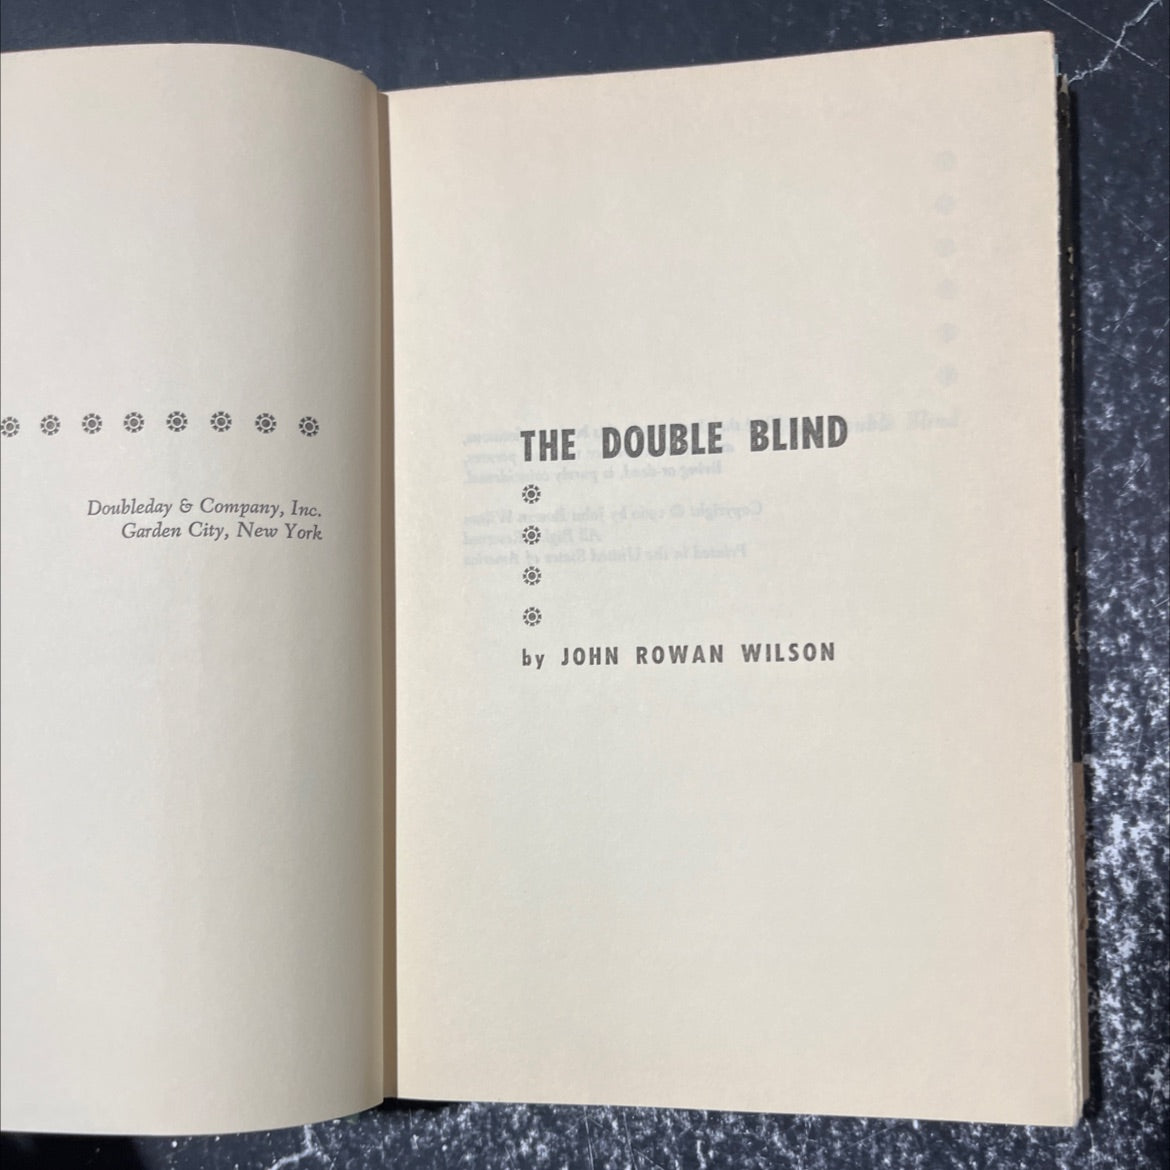 Doubleday & Company, Inc.
Garden City, New York
THE DOUBLE BLIND
by JOHN ROWAN WILSON